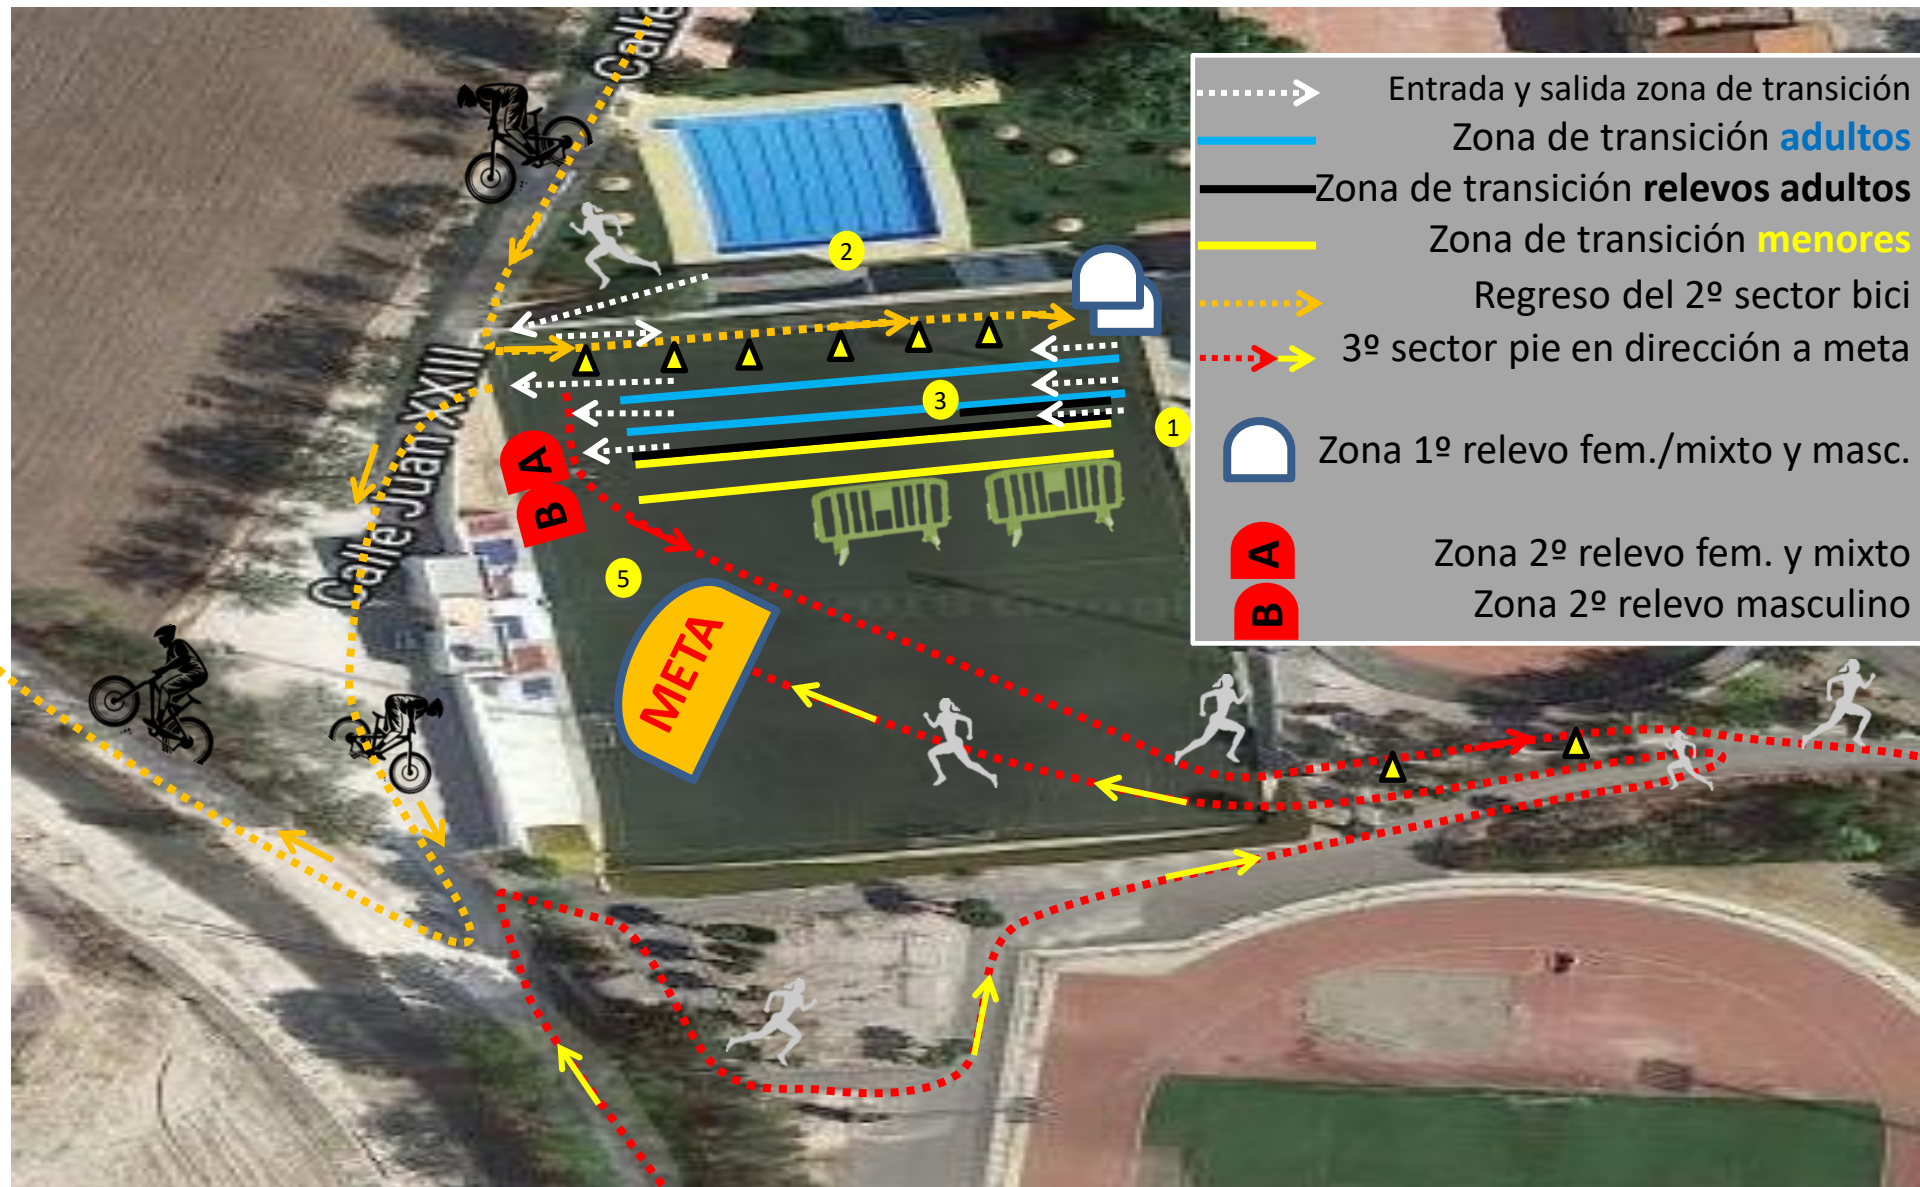 Calle
Entrada y salida zona de transición
Zona de transición adultos
Zona de transición relevos adultos
Zona de transición menores
Regreso del 2º sector bici
3º sector pie en dirección a meta
Zona 1º relevo fem./mixto y masc.
A
Zona 2º relevo fem. y mixto
B
Zona 2º relevo masculino
2
3
1
Calle Juan XXIII
A
B
5
META